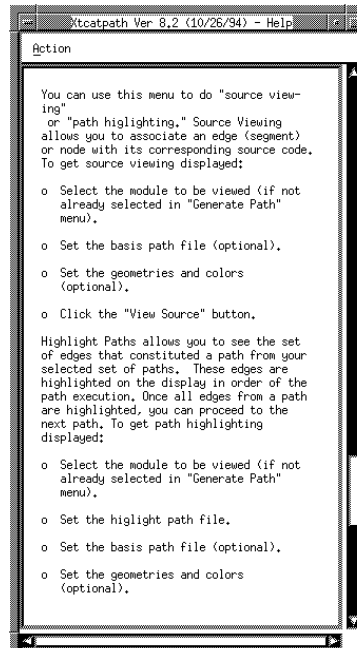 Xtcatpath Ver 8.2 (10/26/94) - Help
Action
You can use this menu to do "source view-
ing"
or "path higlighting." Source Viewing
allows you to associate an edge (segment)
or node with its corresponding source code.
To get source viewing displayed:
o Select the module to be viewed (if not
already selected in "Generate Path"
menu).
o Set the basis path file (optional).
o Set the geometries and colors
(optional).
o Click the "View Source" button.
Highlight Paths allows you to see the set
of edges that constituted a path from your
selected set of paths. These edges are
highlighted on the display in order of the
path execution. Once all edges from a path
are highlighted, you can proceed to the
next path. To get path highlighting
displayed:
o Select the module to be viewed (if not
already selected in "Generate Path"
menu).
o Set the higlight path file.
o Set the basis path file (optional).
o Set the geometries and colors
(optional).